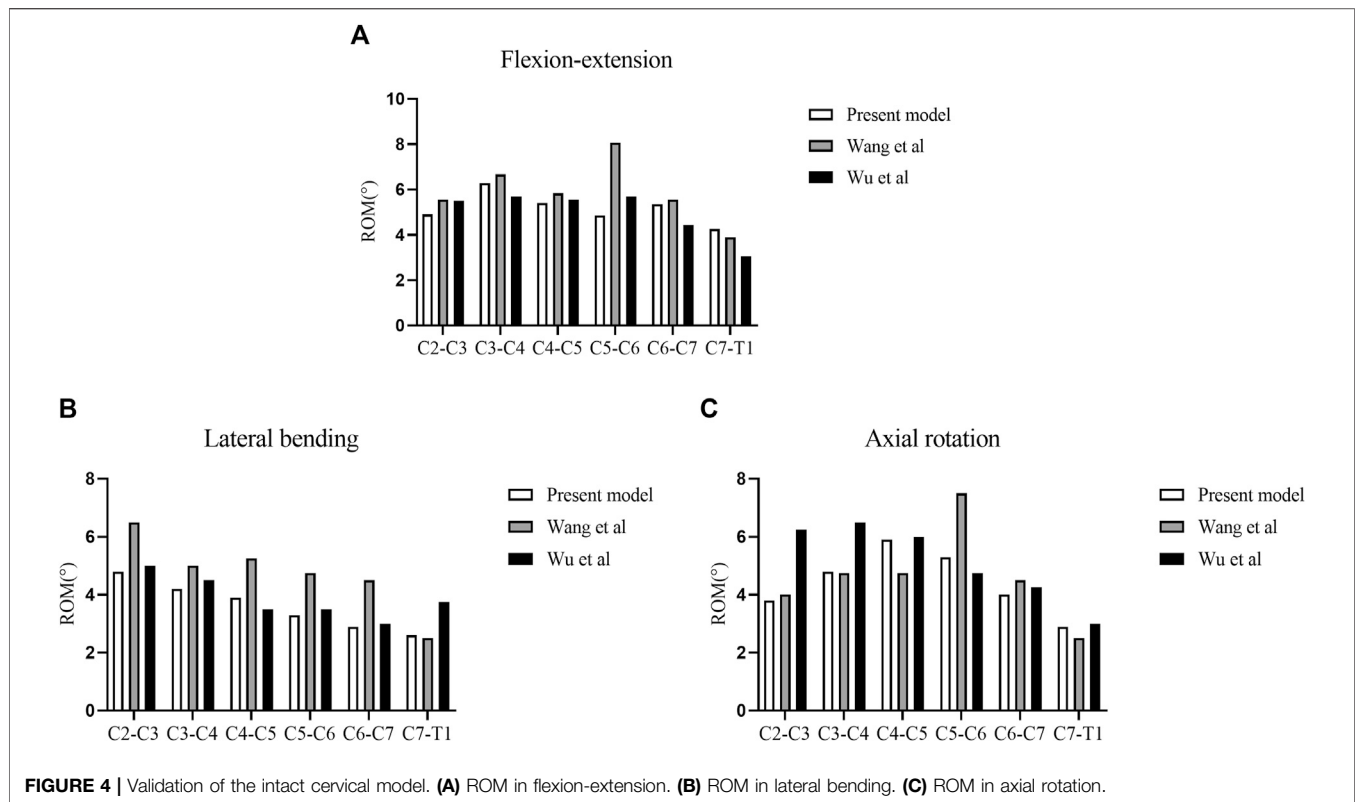 A
Flexion-extension
10
8
6
4
2
0
ROM(°)
C2-C3 C3-C4 C4-C5 C5-C6 C6-C7 C7-T1
Present model
Wang et al
Wu et al
B
Lateral bending
8
6
4
2
0
ROM(°)
C2-C3 C3-C4 C4-C5 C5-C6 C6-C7 C7-T1
Present model
Wang et al
Wu et al
C
Axial rotation
8
6
4
2
0
ROM(°)
C2-C3 C3-C4 C4-C5 C5-C6 C6-C7 C7-T1
Present model
Wang et al
Wu et al
FIGURE 4 | Validation of the intact cervical model. (A) ROM in flexion-extension. (B) ROM in lateral bending. (C) ROM in axial rotation.